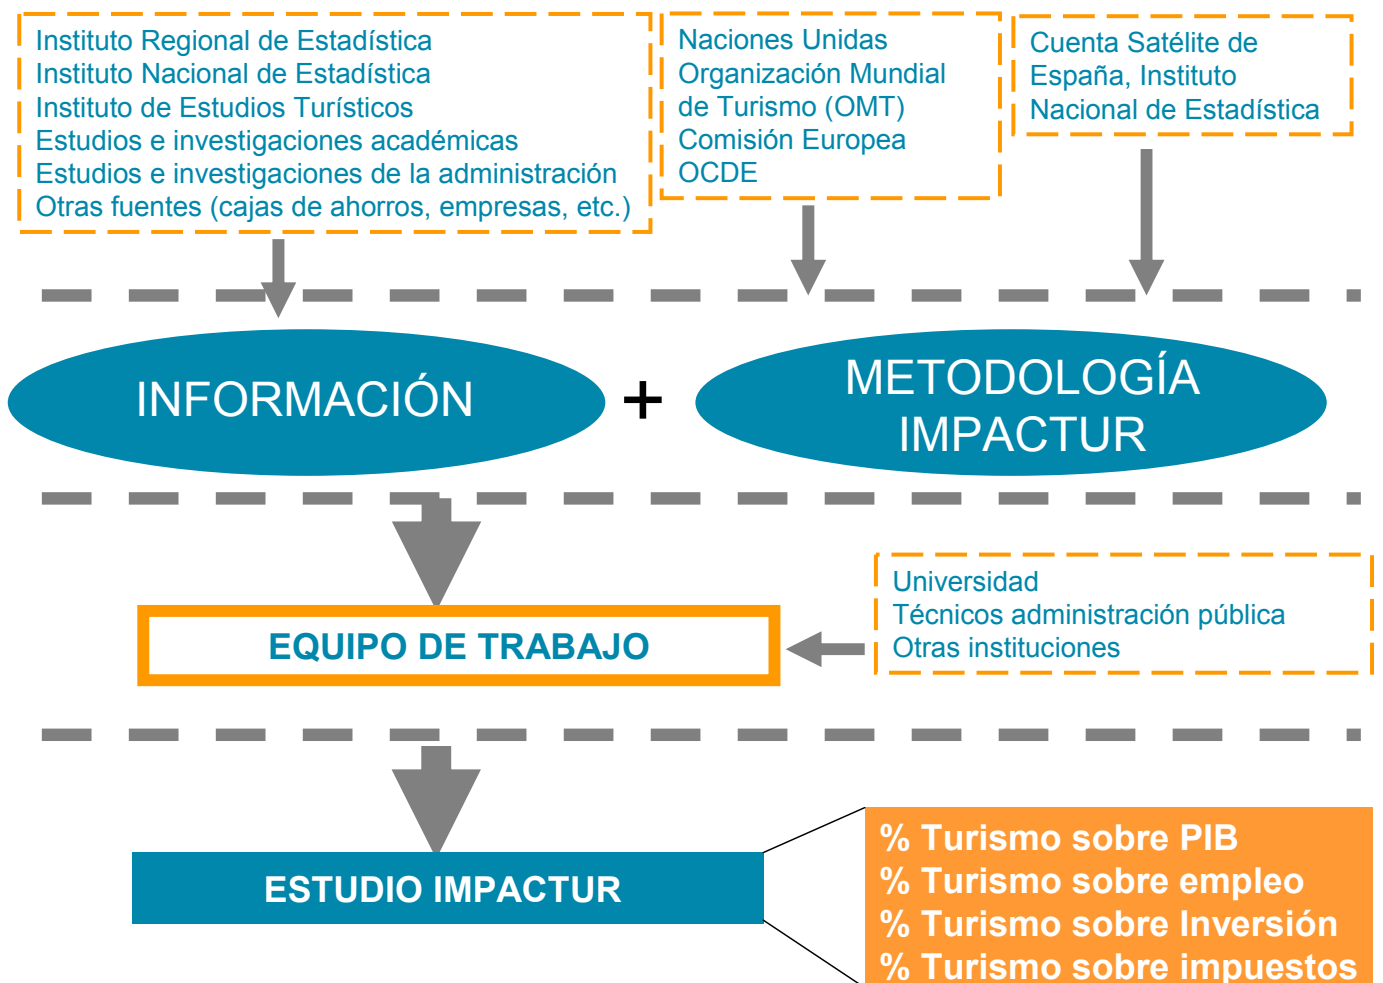 Instituto Regional de Estadística
Instituto Nacional de Estadística
Instituto de Estudios Turísticos
Estudios e investigaciones académicas
Estudios e investigaciones de la administración
Otras fuentes (cajas de ahorros, empresas, etc.)
Naciones Unidas
Organización Mundial
de Turismo (OMT)
Comisión Europea
OCDE
Cuenta Satélite de
España, Instituto
Nacional de Estadística
INFORMACIÓN
+
METODOLOGÍA
IMPACTUR
Universidad
Técnicos administración pública
Otras instituciones
EQUIPO DE TRABAJO
ESTUDIO IMPACTUR
% Turismo sobre PIB
% Turismo sobre empleo
% Turismo sobre Inversión
% Turismo sobre impuestos